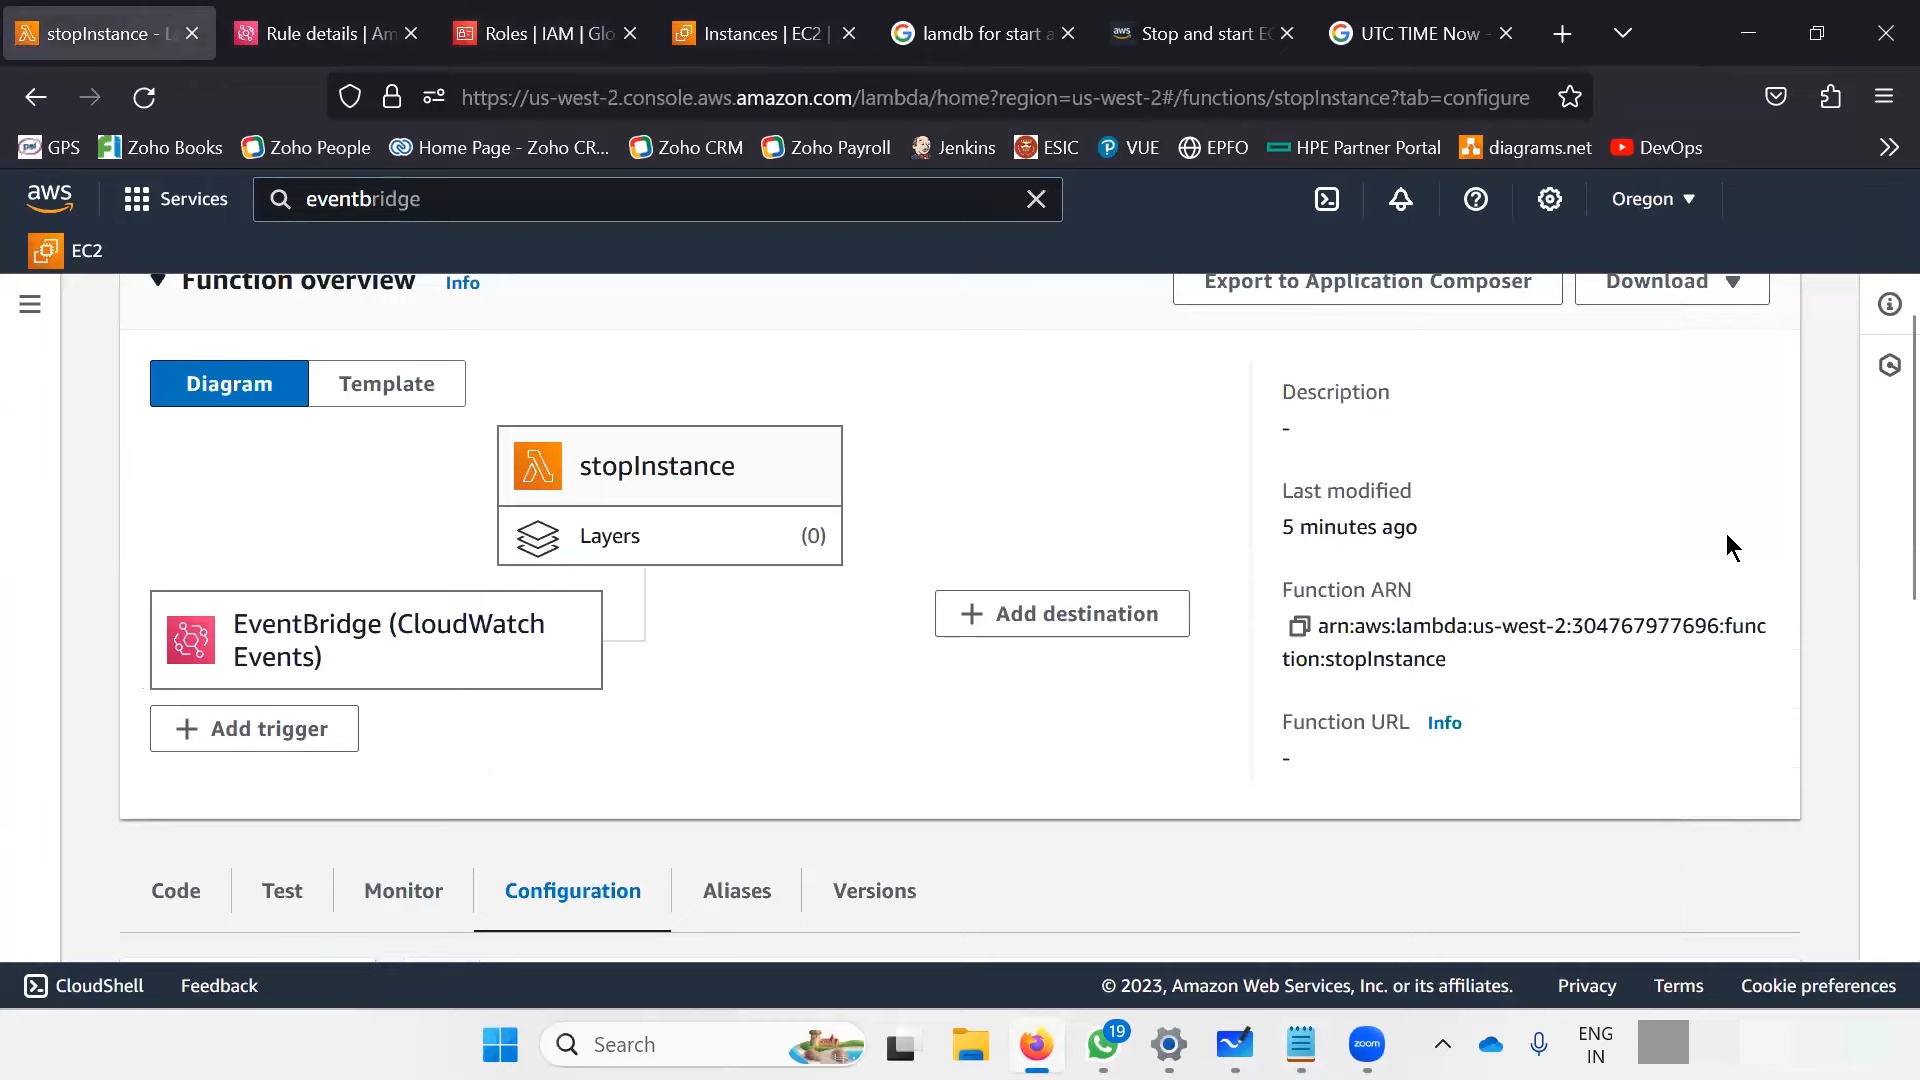 stopInstance - L
Rule details | Am
Roles | IAM | Glo
Instances | EC2 |
lamdb for start a
Stop and start EC
UTC TIME Now -
https://us-west-2.console.aws.amazon.com/lambda/home?region=us-west-2#/functions/stopInstance?tab=configure
GPS
Zoho Books
Zoho People
Home Page - Zoho CR...
Zoho CRM
Zoho Payroll
Jenkins
ESIC
VUE
EPFO
HPE Partner Portal
diagrams.net
DevOps
aws
Services
eventbridge
Oregon
EC2
Function overview
Info
Export to Application Composer
Download
Diagram
Template
Description
-
stopInstance
Layers
(0)
Last modified
5 minutes ago
EventBridge (CloudWatch
Events)
Add destination
Function ARN
arn:aws:lambda:us-west-2:304767977696:func
tion:stopInstance
Add trigger
Function URL
Info
-
Code
Test
Monitor
Configuration
Aliases
Versions
CloudShell
Feedback
© 2023, Amazon Web Services, Inc. or its affiliates.
Privacy
Terms
Cookie preferences
Search
19
zoom
ENG
IN